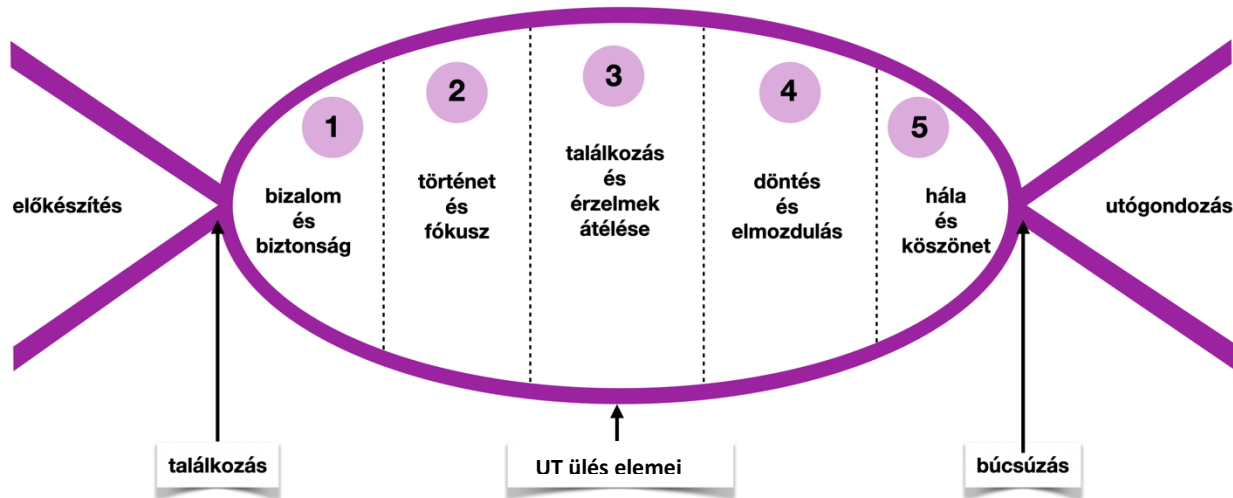 előkészítés
1
bizalom
és
biztonság
2
történet
és
fókusz
3
találkozás
és
érzelmek
átélése
4
döntés
és
elmozdulás
5
hála
és
köszönet
utógondozás
találkozás
UT ülés elemei
búcsúzás